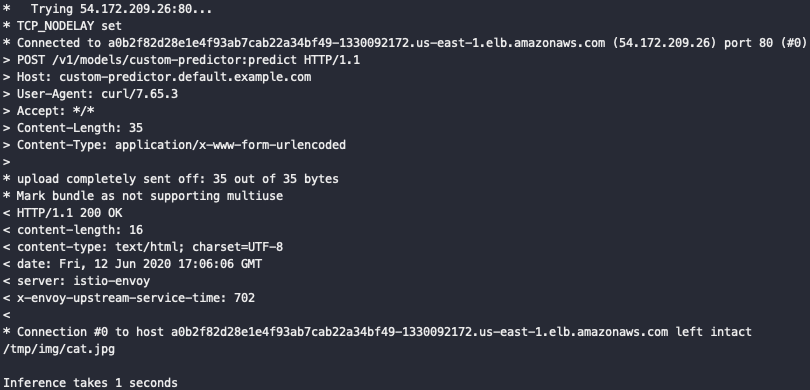 *   Trying 54.172.209.26:80...
* TCP_NODELAY set
* Connected to a0b2f82d28e1e4f93ab7cab22a34bf49-1330092172.us-east-1.elb.amazonaws.com (54.172.209.26) port 80 (#0)
> POST /v1/models/custom-predictor:predict HTTP/1.1
> Host: custom-predictor.default.example.com
> User-Agent: curl/7.65.3
> Accept: */*
> Content-Length: 35
> Content-Type: application/x-www-form-urlencoded
>
* upload completely sent off: 35 out of 35 bytes
* Mark bundle as not supporting multiuse
< HTTP/1.1 200 OK
< content-length: 16
< content-type: text/html; charset=UTF-8
< date: Fri, 12 Jun 2020 17:06:06 GMT
< server: istio-envoy
< x-envoy-upstream-service-time: 702
<
* Connection #0 to host a0b2f82d28e1e4f93ab7cab22a34bf49-1330092172.us-east-1.elb.amazonaws.com left intact
/tmp/img/cat.jpg
Inference takes 1 seconds